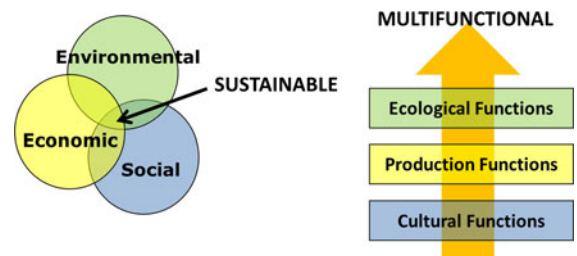 Environmental
SUSTAINABLE
Economic
Social
MULTIFUNCTIONAL
Ecological Functions
Production Functions
Cultural Functions